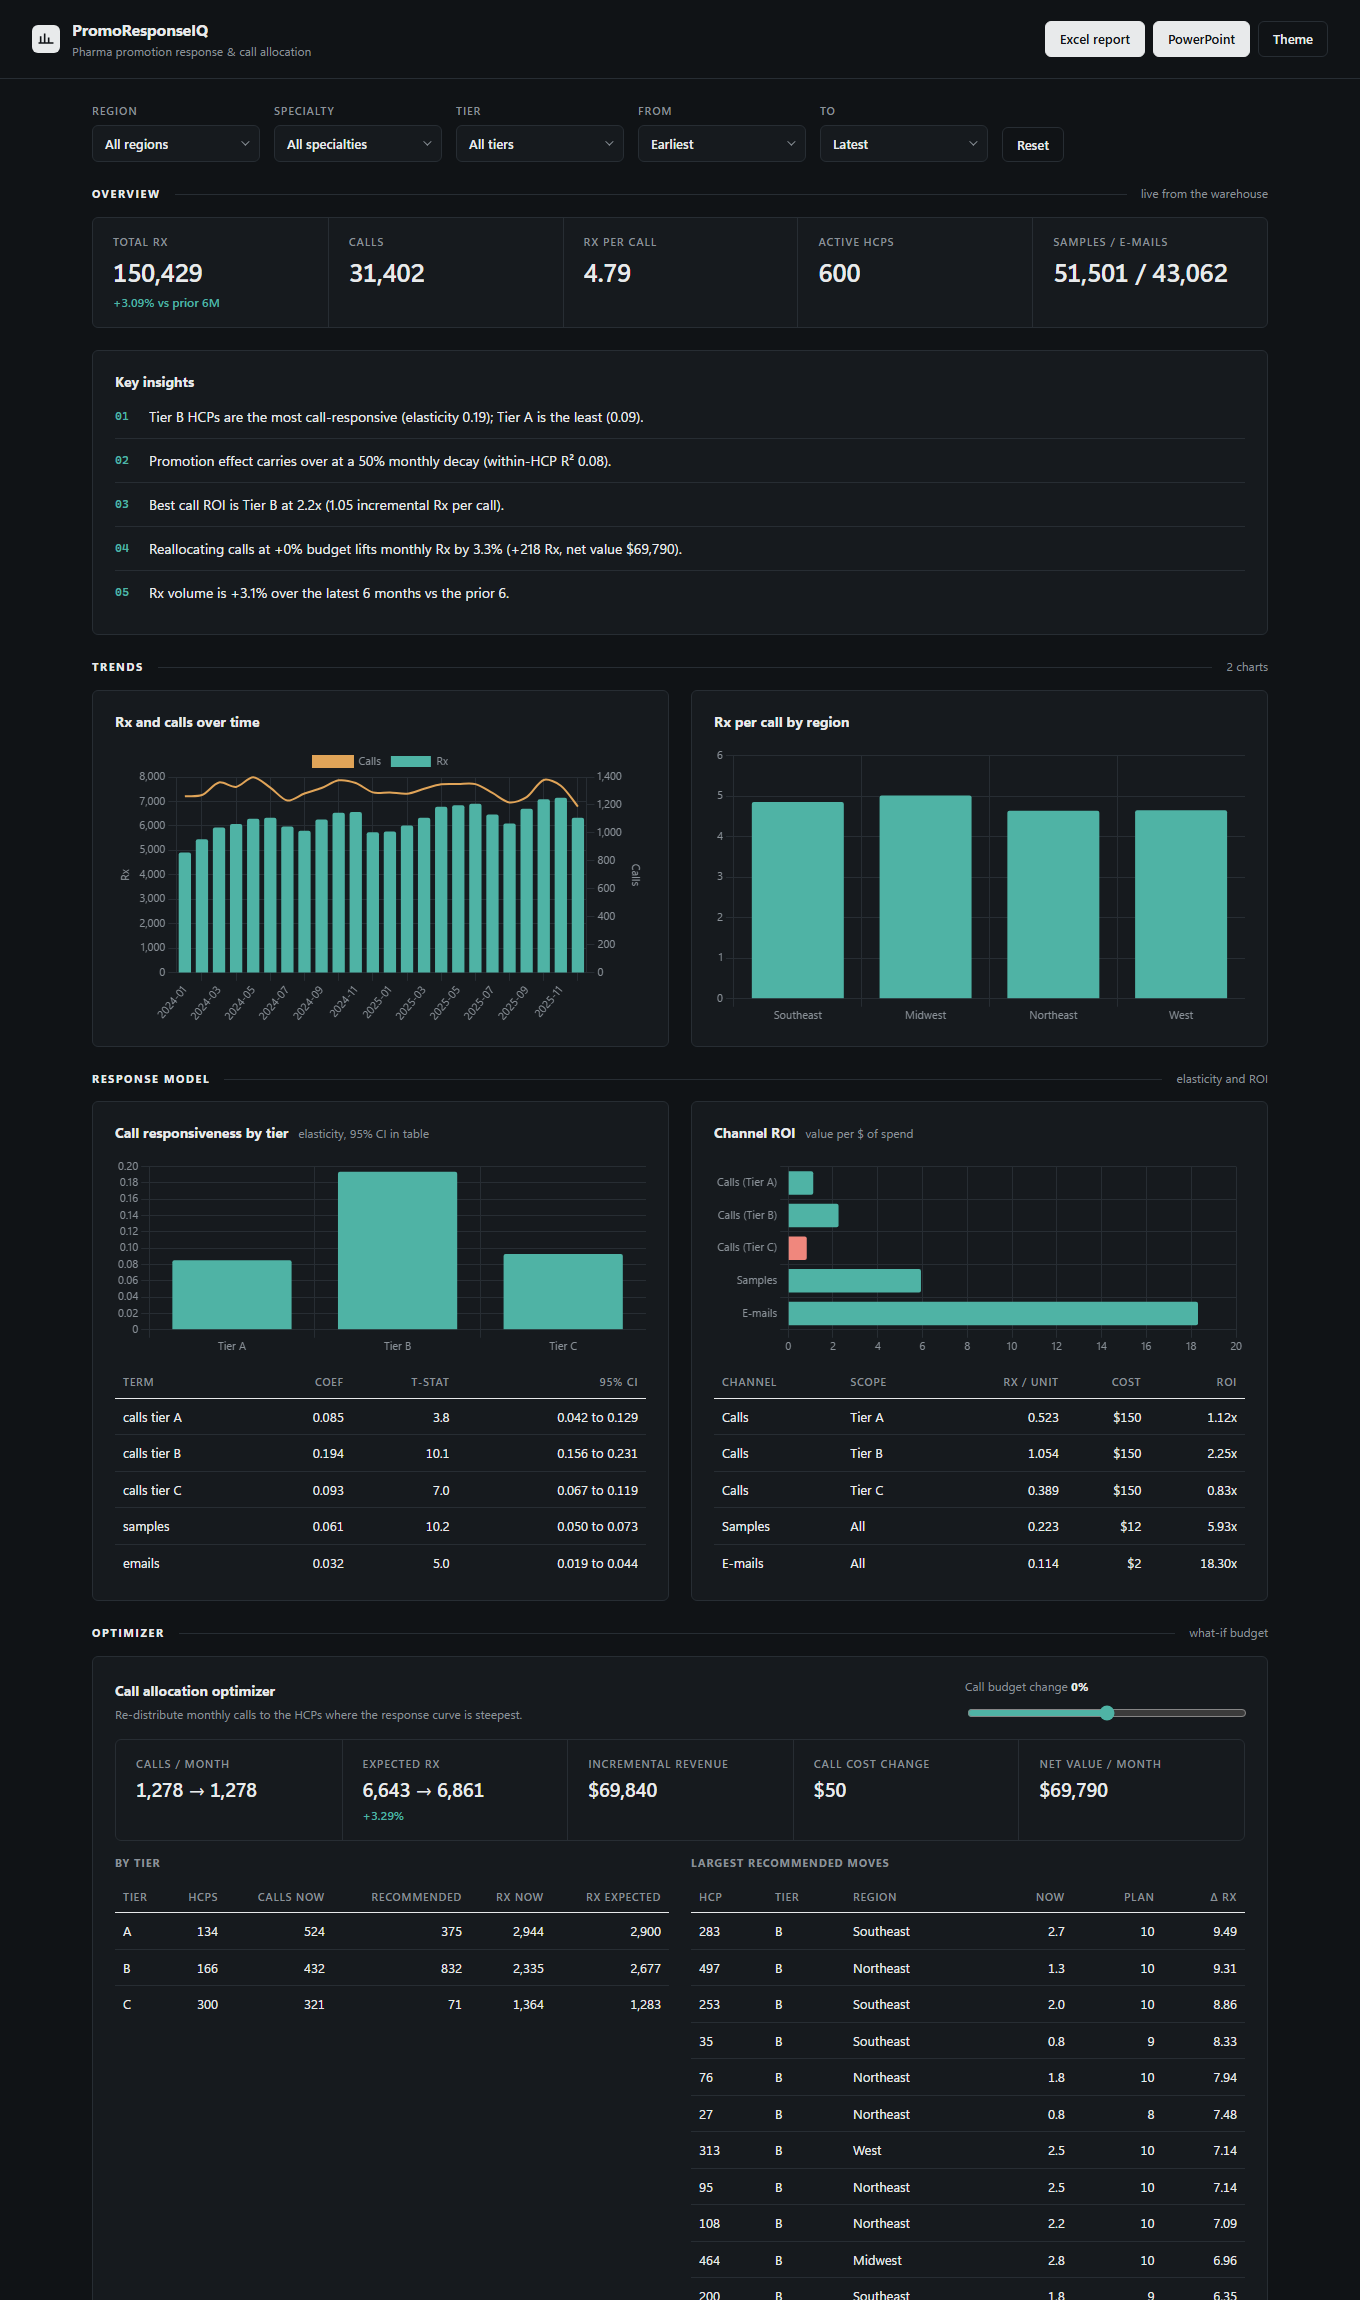 PromoResponseIQ
Pharma promotion response & call allocation
Excel report
PowerPoint
Theme
REGION
SPECIALTY
TIER
FROM
TO
All regions
All specialties
All tiers
Earliest
Latest
Reset
OVERVIEW
live from the warehouse
TOTAL RX
150,429
+3.09% vs prior 6M
CALLS
31,402
RX PER CALL
4.79
ACTIVE HCPS
600
SAMPLES / E-MAILS
51,501 / 43,062
Key insights
01 Tier B HCPs are the most call-responsive (elasticity 0.19); Tier A is the least (0.09).
02 Promotion effect carries over at a 50% monthly decay (within-HCP R² 0.08).
03 Best call ROI is Tier B at 2.2x (1.05 incremental Rx per call).
04 Reallocating calls at +0% budget lifts monthly Rx by 3.3% (+218 Rx, net value $69,790).
05 Rx volume is +3.1% over the latest 6 months vs the prior 6.
TRENDS
2 charts
Rx and calls over time
Calls
Rx
8,000
7,000
6,000
5,000
4,000
3,000
2,000
1,000
0
Rx
1,400
1,200
1,000
800
600
400
200
0
Calls
2024-01
2024-03
2024-05
2024-07
2024-09
2024-11
2025-01
2025-03
2025-05
2025-07
2025-09
2025-11
Rx per call by region
6
5
4
3
2
1
0
Southeast
Midwest
Northeast
West
RESPONSE MODEL
elasticity and ROI
Call responsiveness by tier elasticity, 95% CI in table
0.20
0.18
0.16
0.14
0.12
0.10
0.08
0.06
0.04
0.02
0
Tier A
Tier B
Tier C
TERM COEF T-STAT 95% CI
calls tier A 0.085 3.8 0.042 to 0.129
calls tier B 0.194 10.1 0.156 to 0.231
calls tier C 0.093 7.0 0.067 to 0.119
samples 0.061 10.2 0.050 to 0.073
emails 0.032 5.0 0.019 to 0.044
Channel ROI value per $ of spend
Calls (Tier A)
Calls (Tier B)
Calls (Tier C)
Samples
E-mails
0 2 4 6 8 10 12 14 16 18 20
CHANNEL SCOPE RX / UNIT COST ROI
Calls Tier A 0.523 $150 1.12x
Calls Tier B 1.054 $150 2.25x
Calls Tier C 0.389 $150 0.83x
Samples All 0.223 $12 5.93x
E-mails All 0.114 $2 18.30x
OPTIMIZER
what-if budget
Call allocation optimizer
Re-distribute monthly calls to the HCPs where the response curve is steepest.
Call budget change 0%
CALLS / MONTH
1,278 → 1,278
EXPECTED RX
6,643 → 6,861
+3.29%
INCREMENTAL REVENUE
$69,840
CALL COST CHANGE
$50
NET VALUE / MONTH
$69,790
BY TIER
TIER HCPS CALLS NOW RECOMMENDED RX NOW RX EXPECTED
A 134 524 375 2,944 2,900
B 166 432 832 2,335 2,677
C 300 321 71 1,364 1,283
LARGEST RECOMMENDED MOVES
HCP TIER REGION NOW PLAN Δ RX
283 B Southeast 2.7 10 9.49
497 B Northeast 1.3 10 9.31
253 B Southeast 2.0 10 8.86
35 B Southeast 0.8 9 8.33
76 B Northeast 1.8 10 7.94
27 B Northeast 0.8 8 7.48
313 B West 2.5 10 7.14
95 B Northeast 2.5 10 7.14
108 B Northeast 2.2 10 7.09
464 B Midwest 2.8 10 6.96
200 B Southeast 1.8 9 6.35